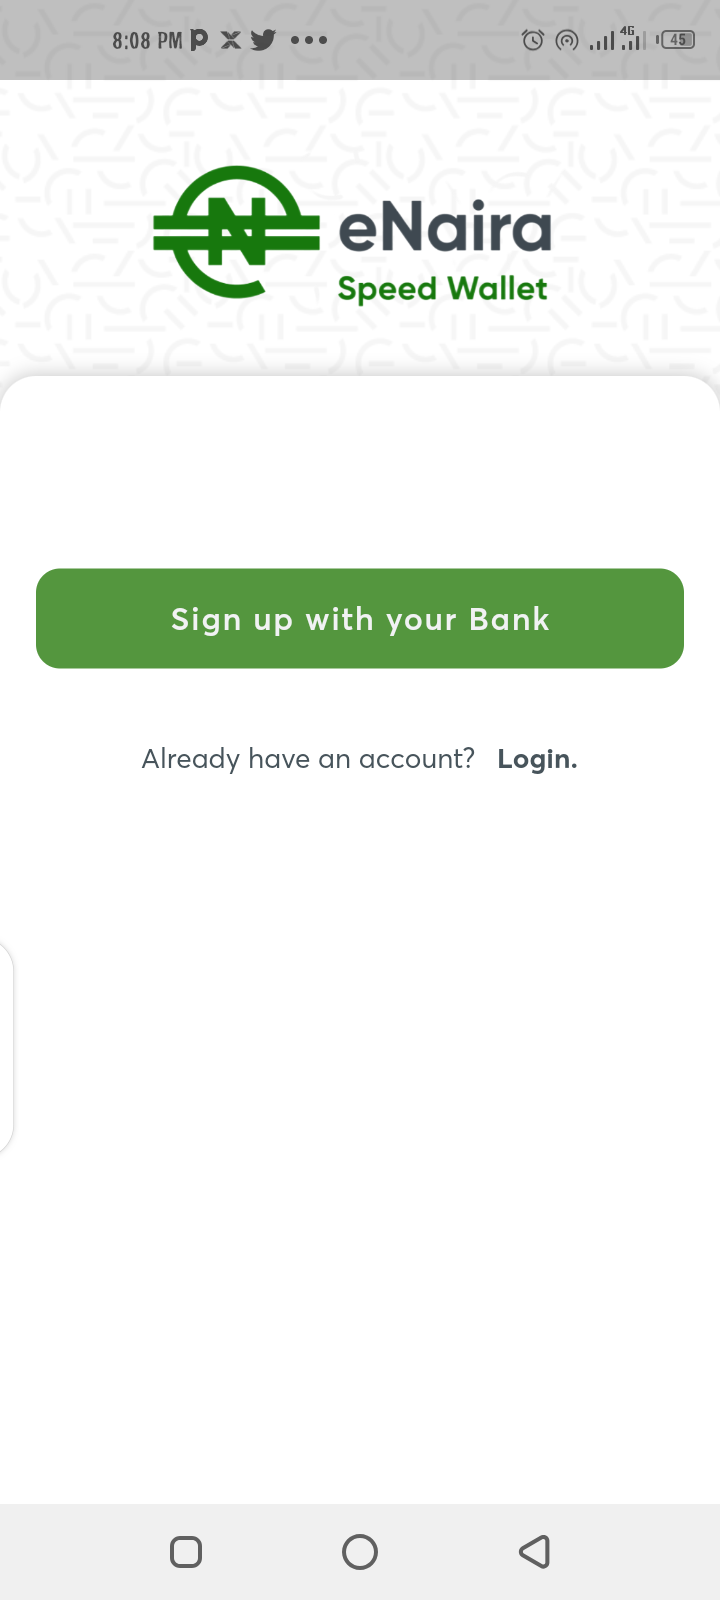 8:08 PM
4G
45
eNaira
Speed Wallet
Sign up with your Bank
Already have an account? Login.